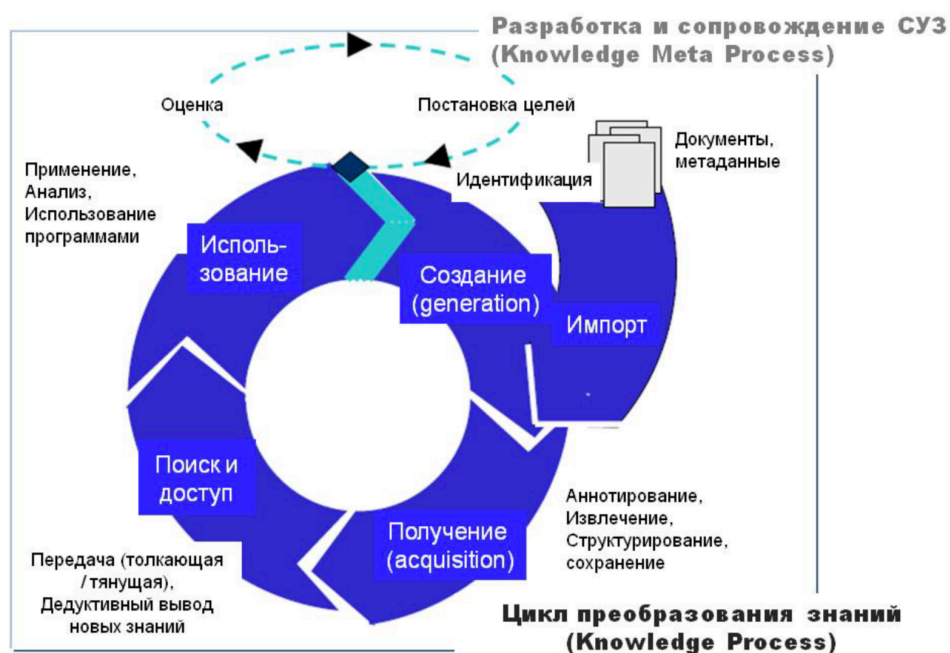 Разработка и сопровождение СУЗ
(Knowledge Meta Process)
Оценка
Постановка целей
Документы,
метаданные
Применение,
Анализ,
Использование
программами
Идентификация
Исполь-
зование
Создание
(generation)
Импорт
Поиск и
доступ
Получение
(acquisition)
Аннотирование,
Извлечение,
Структурирование,
сохранение
Передача (толкающая
/ тянущая),
Дедуктивный вывод
новых знаний
Цикл преобразования знаний
(Knowledge Process)